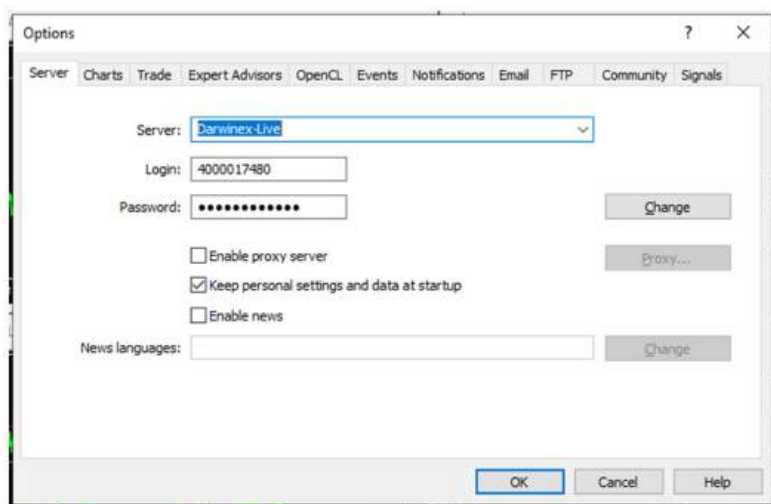 Options ? X
Server Charts Trade Expert Advisors OpenCL Events Notifications Email FTP Community Signals
Server: Darwinex-Live
Login: 4000017480
Password: ●●●●●●●●●●●● Change
Enable proxy server Proxy...
Keep personal settings and data at startup
Enable news
News languages: Change
OK Cancel Help